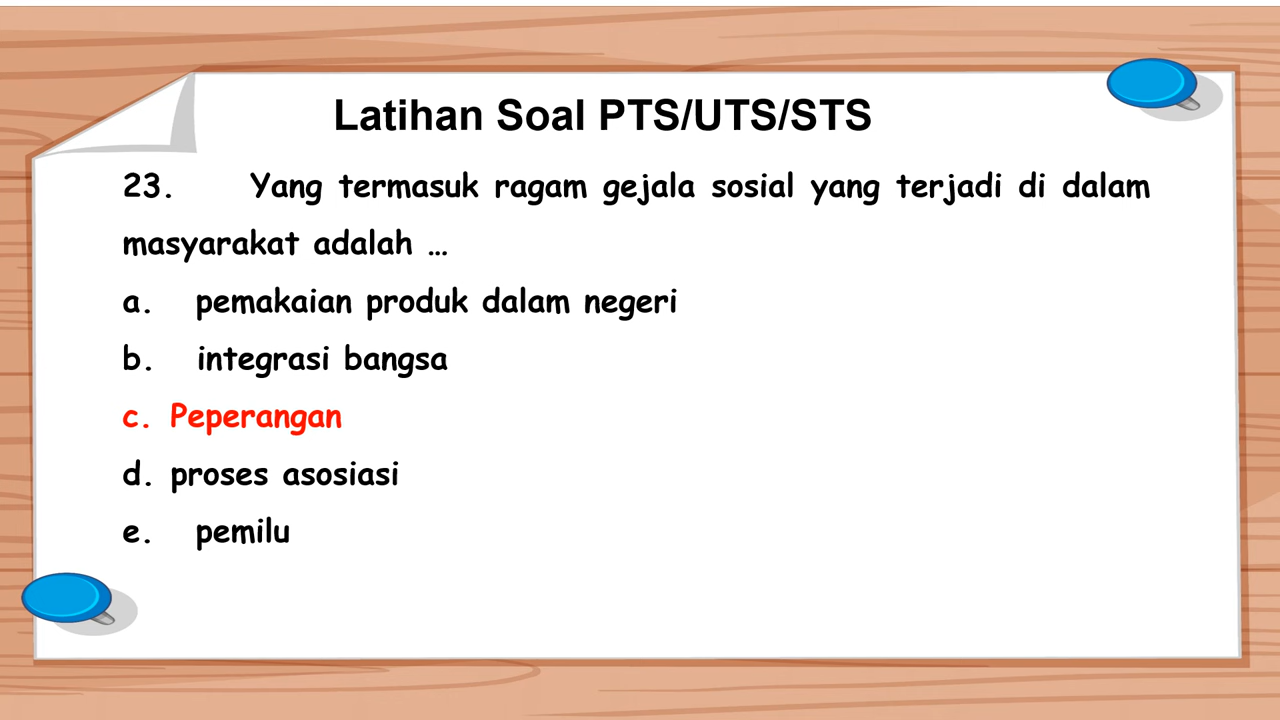 Latihan Soal PTS/UTS/STS
23. Yang termasuk ragam gejala sosial yang terjadi di dalam
masyarakat adalah ...
a. pemakaian produk dalam negeri
b. integrasi bangsa
c. Peperangan
d. proses asosiasi
e. pemilu